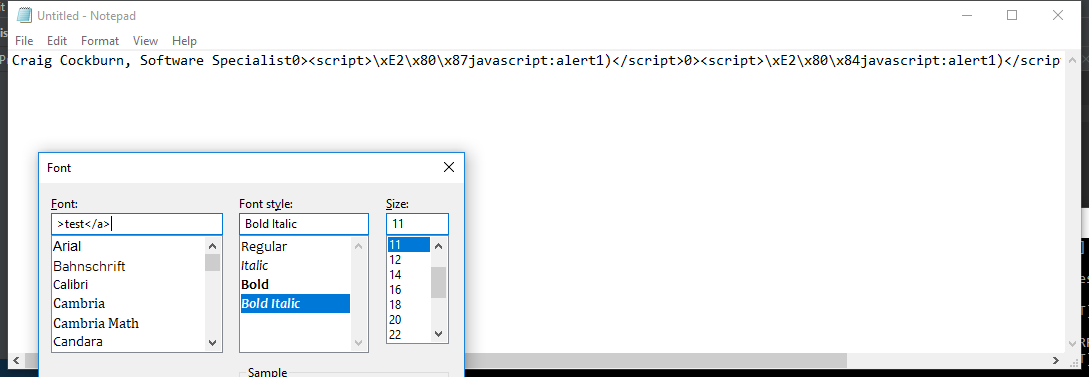 Untitled - Notepad
File Edit Format View Help
Craig Cockburn, Software Specialist0><script>\xE2\x80\x87javascript:alert1)</script>0><script>\xE2\x80\x84javascript:alert1)</script
Font
Font: Font style: Size:
>test</a> Bold Italic 11
Arial Regular 11
Bahnschrift Italic 12
Calibri Bold 14
Cambria Bold Italic 16
Cambria Math 18
Candara 20
22
Sample